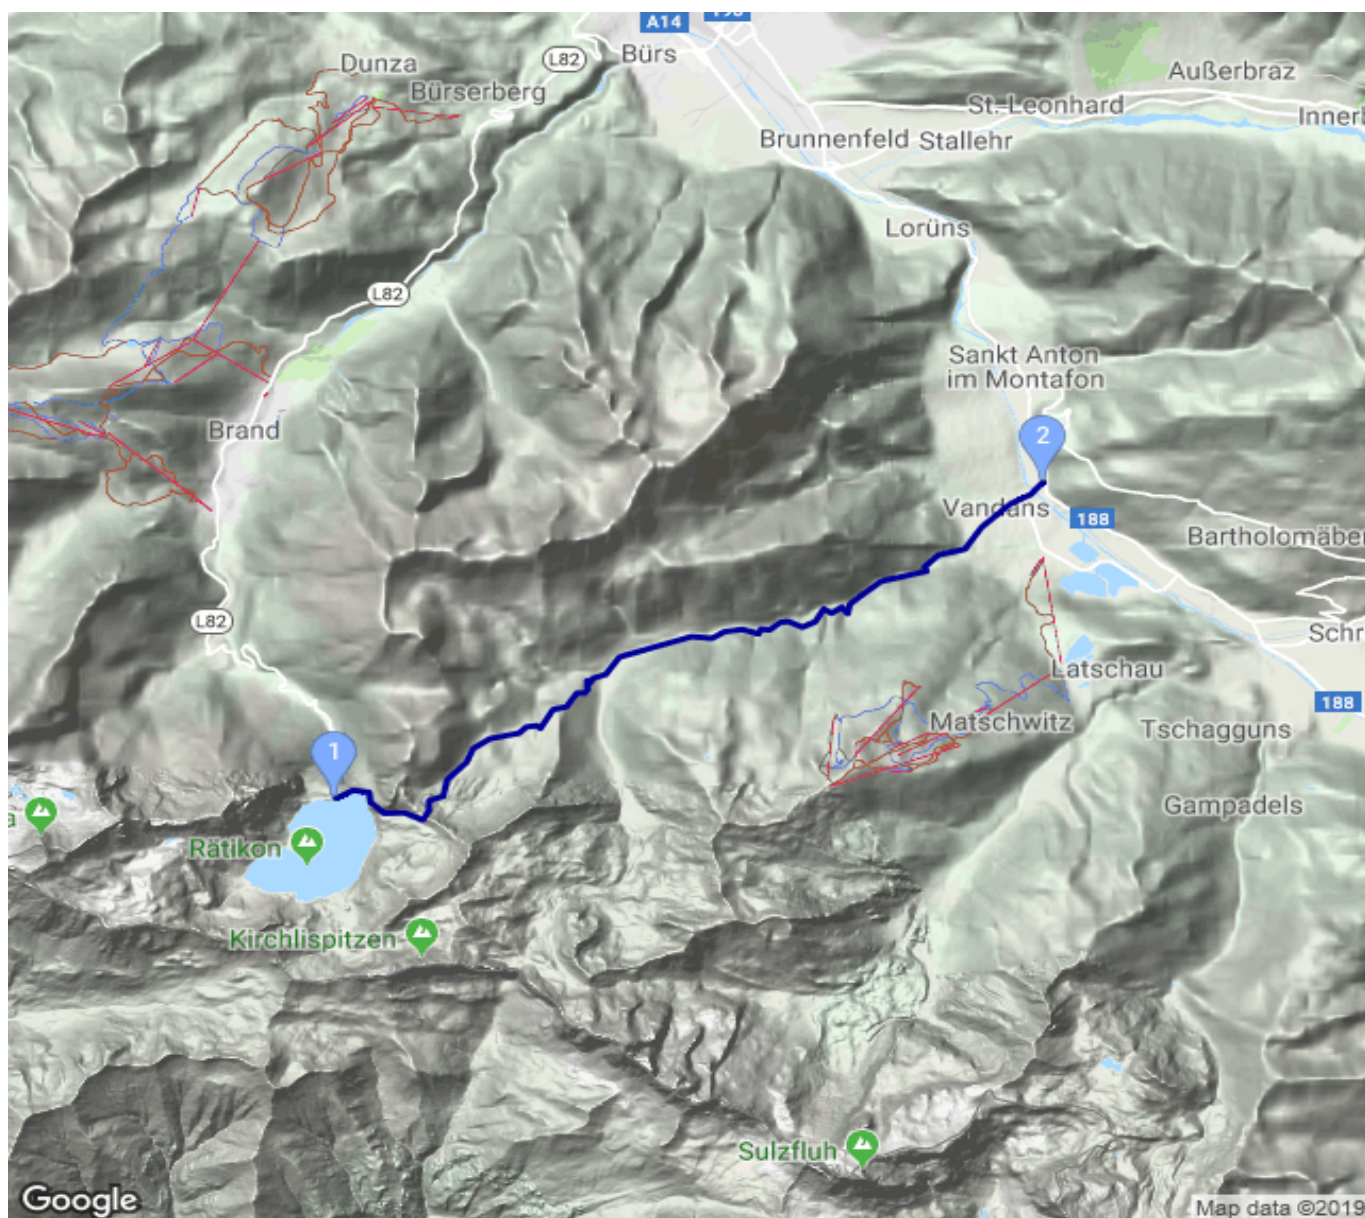 A14
198
Bürs
L82
Dunza
Bürserberg
Außerbraz
St. Leonhard
Innerb
Brunnenfeld
Stallehr
Lorüns
L82
Sankt Anton
im Montafon
Brand
2
Vandans
188
Bartholomäber
L82
Schr
Latschau
188
Matschwitz
Tschagguns
1
Gampadels
a
Rätikon
Kirchlispitzen
Sulzfluh
Google
Map data ©2019